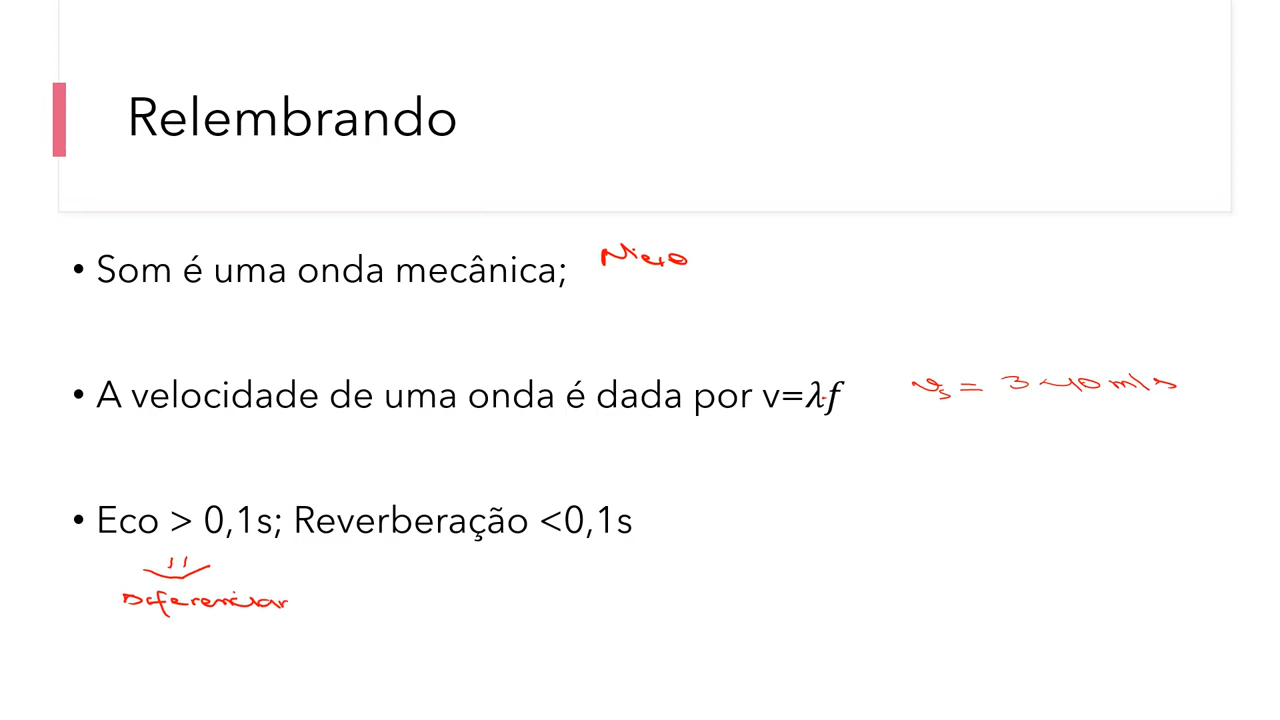 Relembrando
• Som é uma onda mecânica;
• A velocidade de uma onda é dada por v=λf
vs = 340 m/s
• Eco > 0,1s; Reverberação <0,1s
Diferenciar